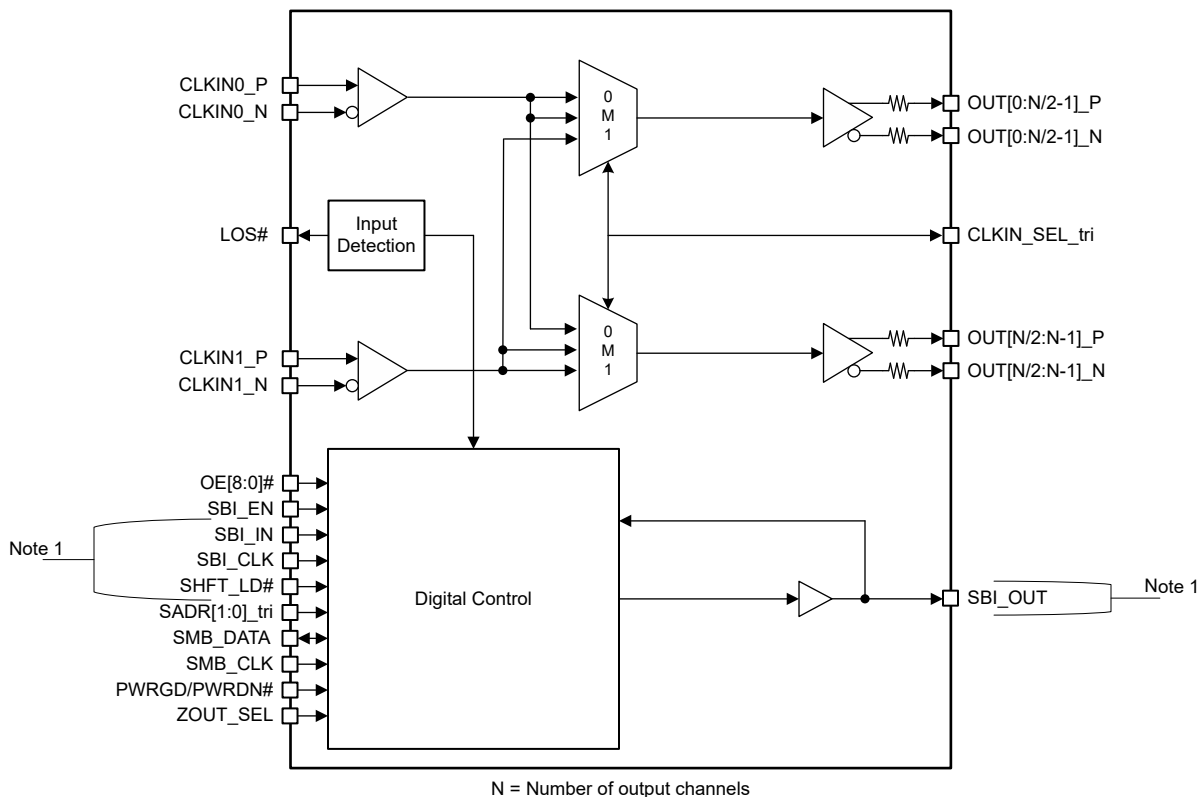 CLKIN0_P
CLKIN0_N
0
M
1
OUT[0:N/2-1]_P
OUT[0:N/2-1]_N
LOS#
Input
Detection
CLKIN_SEL_tri
CLKIN1_P
CLKIN1_N
0
M
1
OUT[N/2:N-1]_P
OUT[N/2:N-1]_N
OE[8:0]#
SBI_EN
SBI_IN
SBI_CLK
SHFT_LD#
SADR[1:0]_tri
SMB_DATA
SMB_CLK
PWRGD/PWRDN#
ZOUT_SEL
Note 1
Digital Control
SBI_OUT
Note 1
N = Number of output channels